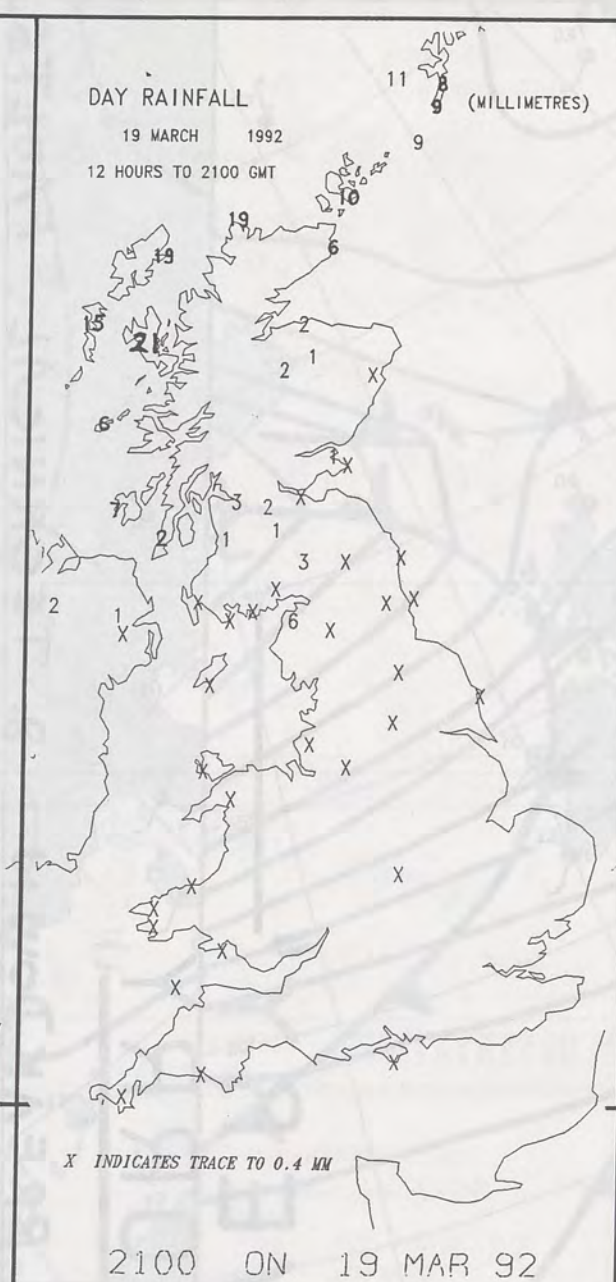 11 8
DAY RAINFALL 9 (MILLIMETRES)
19 MARCH 1992 9
12 HOURS TO 2100 GMT
10
19
19 6
15 2
21 1
2
X
6
1 X
X
7 3 2
2 1 1
3 X X
X
2 X X X
1 X X 6
X X
X X
X
X
X
X X
X
X X
X
X
X
X
X
X X
X
X INDICATES TRACE TO 0.4 MM
2100 ON 19 MAR 92